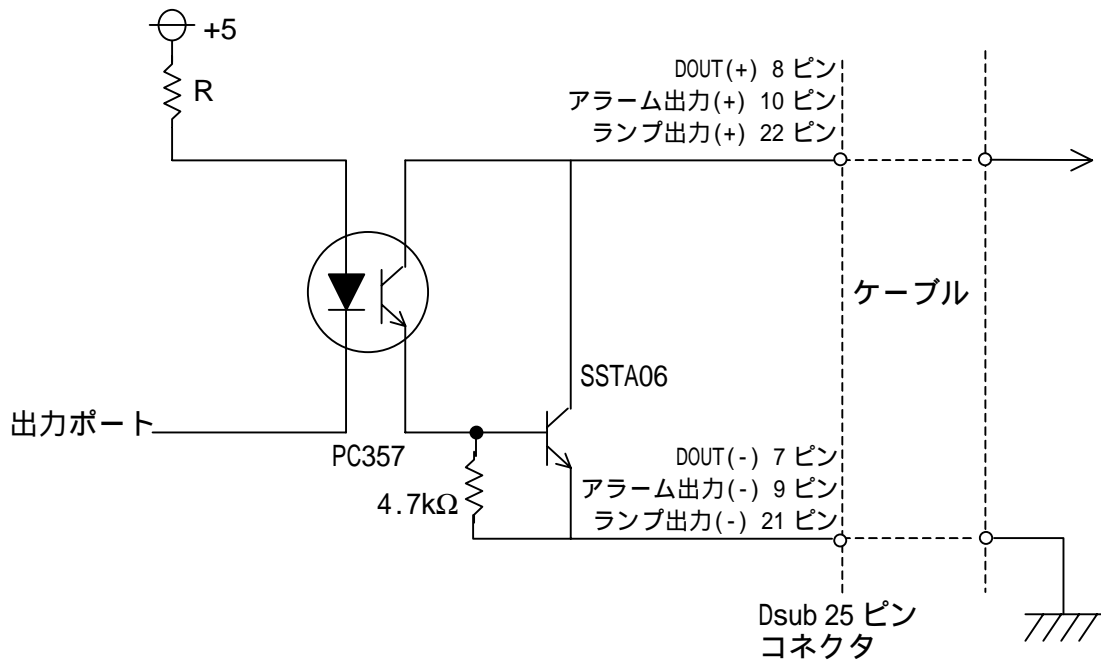 +5
R
DOUT(+) 8 ピン
アラーム出力(+) 10 ピン
ランプ出力(+) 22 ピン
ケーブル
SSTA06
出力ポート
PC357
4.7kΩ
DOUT(-) 7 ピン
アラーム出力(-) 9 ピン
ランプ出力(-) 21 ピン
Dsub 25 ピン
コネクタ